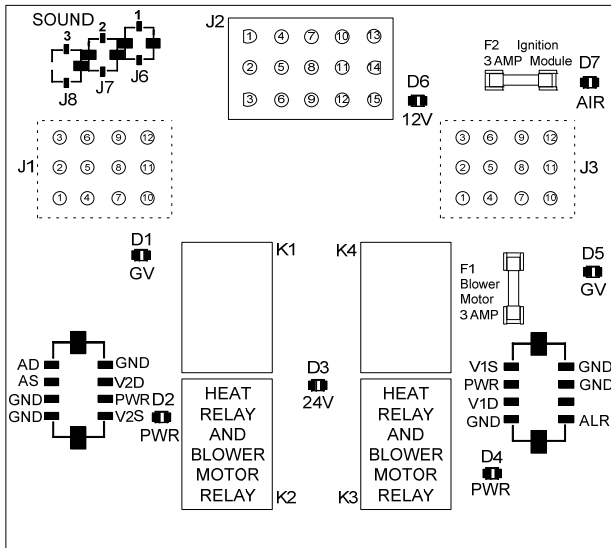 SOUND
3
2
1
J8
J7
J6
J2
1 4 7 10 13
2 5 8 11 14
3 6 9 12 15
D6
12V
F2 Ignition
3 AMP Module
D7
AIR
J1
3 6 9 12
2 5 8 11
1 4 7 10
J3
3 6 9 12
2 5 8 11
1 4 7 10
D1
GV
K1
K4
F1
Blower
Motor
3 AMP
D5
GV
AD
AS
GND
GND
GND
V2D
PWR
V2S
D2
PWR
HEAT
RELAY
AND
BLOWER
MOTOR
RELAY
K2
D3
24V
HEAT
RELAY
AND
BLOWER
MOTOR
RELAY
K3
V1S
PWR
V1D
GND
GND
GND
ALR
D4
PWR